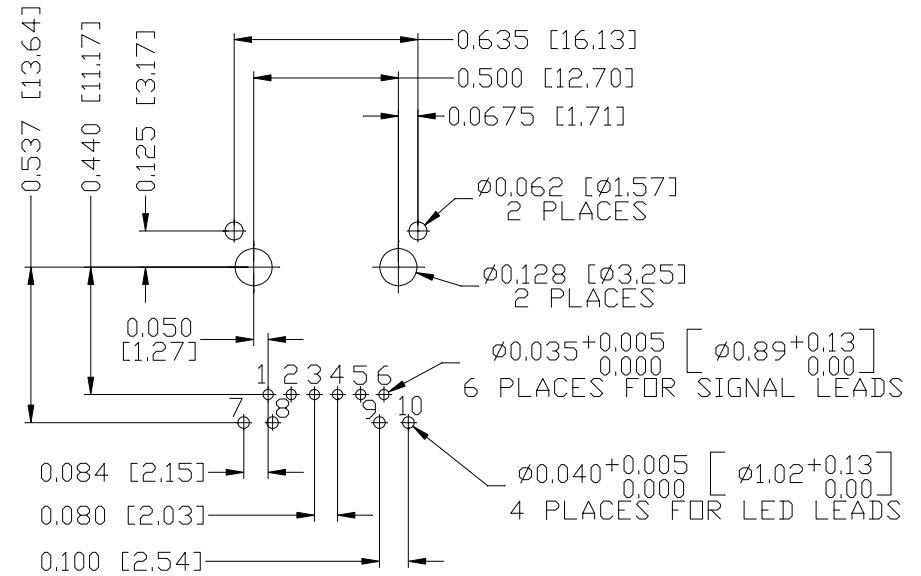 0.635 [16.13]
0.500 [12.70]
0.0675 [1.71]
0.537 [13.64]
0.440 [11.17]
0.125 [3.17]
Ø0.062 [Ø1.57]
2 PLACES
Ø0.128 [Ø3.25]
2 PLACES
0.050
[1.27]
Ø0.035+0.005 0.000 [Ø0.89+0.13 0.00]
6 PLACES FOR SIGNAL LEADS
1 2 3 4 5 6
7 8 9 10
0.084 [2.15]
Ø0.040+0.005 0.000 [Ø1.02+0.13 0.00]
4 PLACES FOR LED LEADS
0.080 [2.03]
0.100 [2.54]